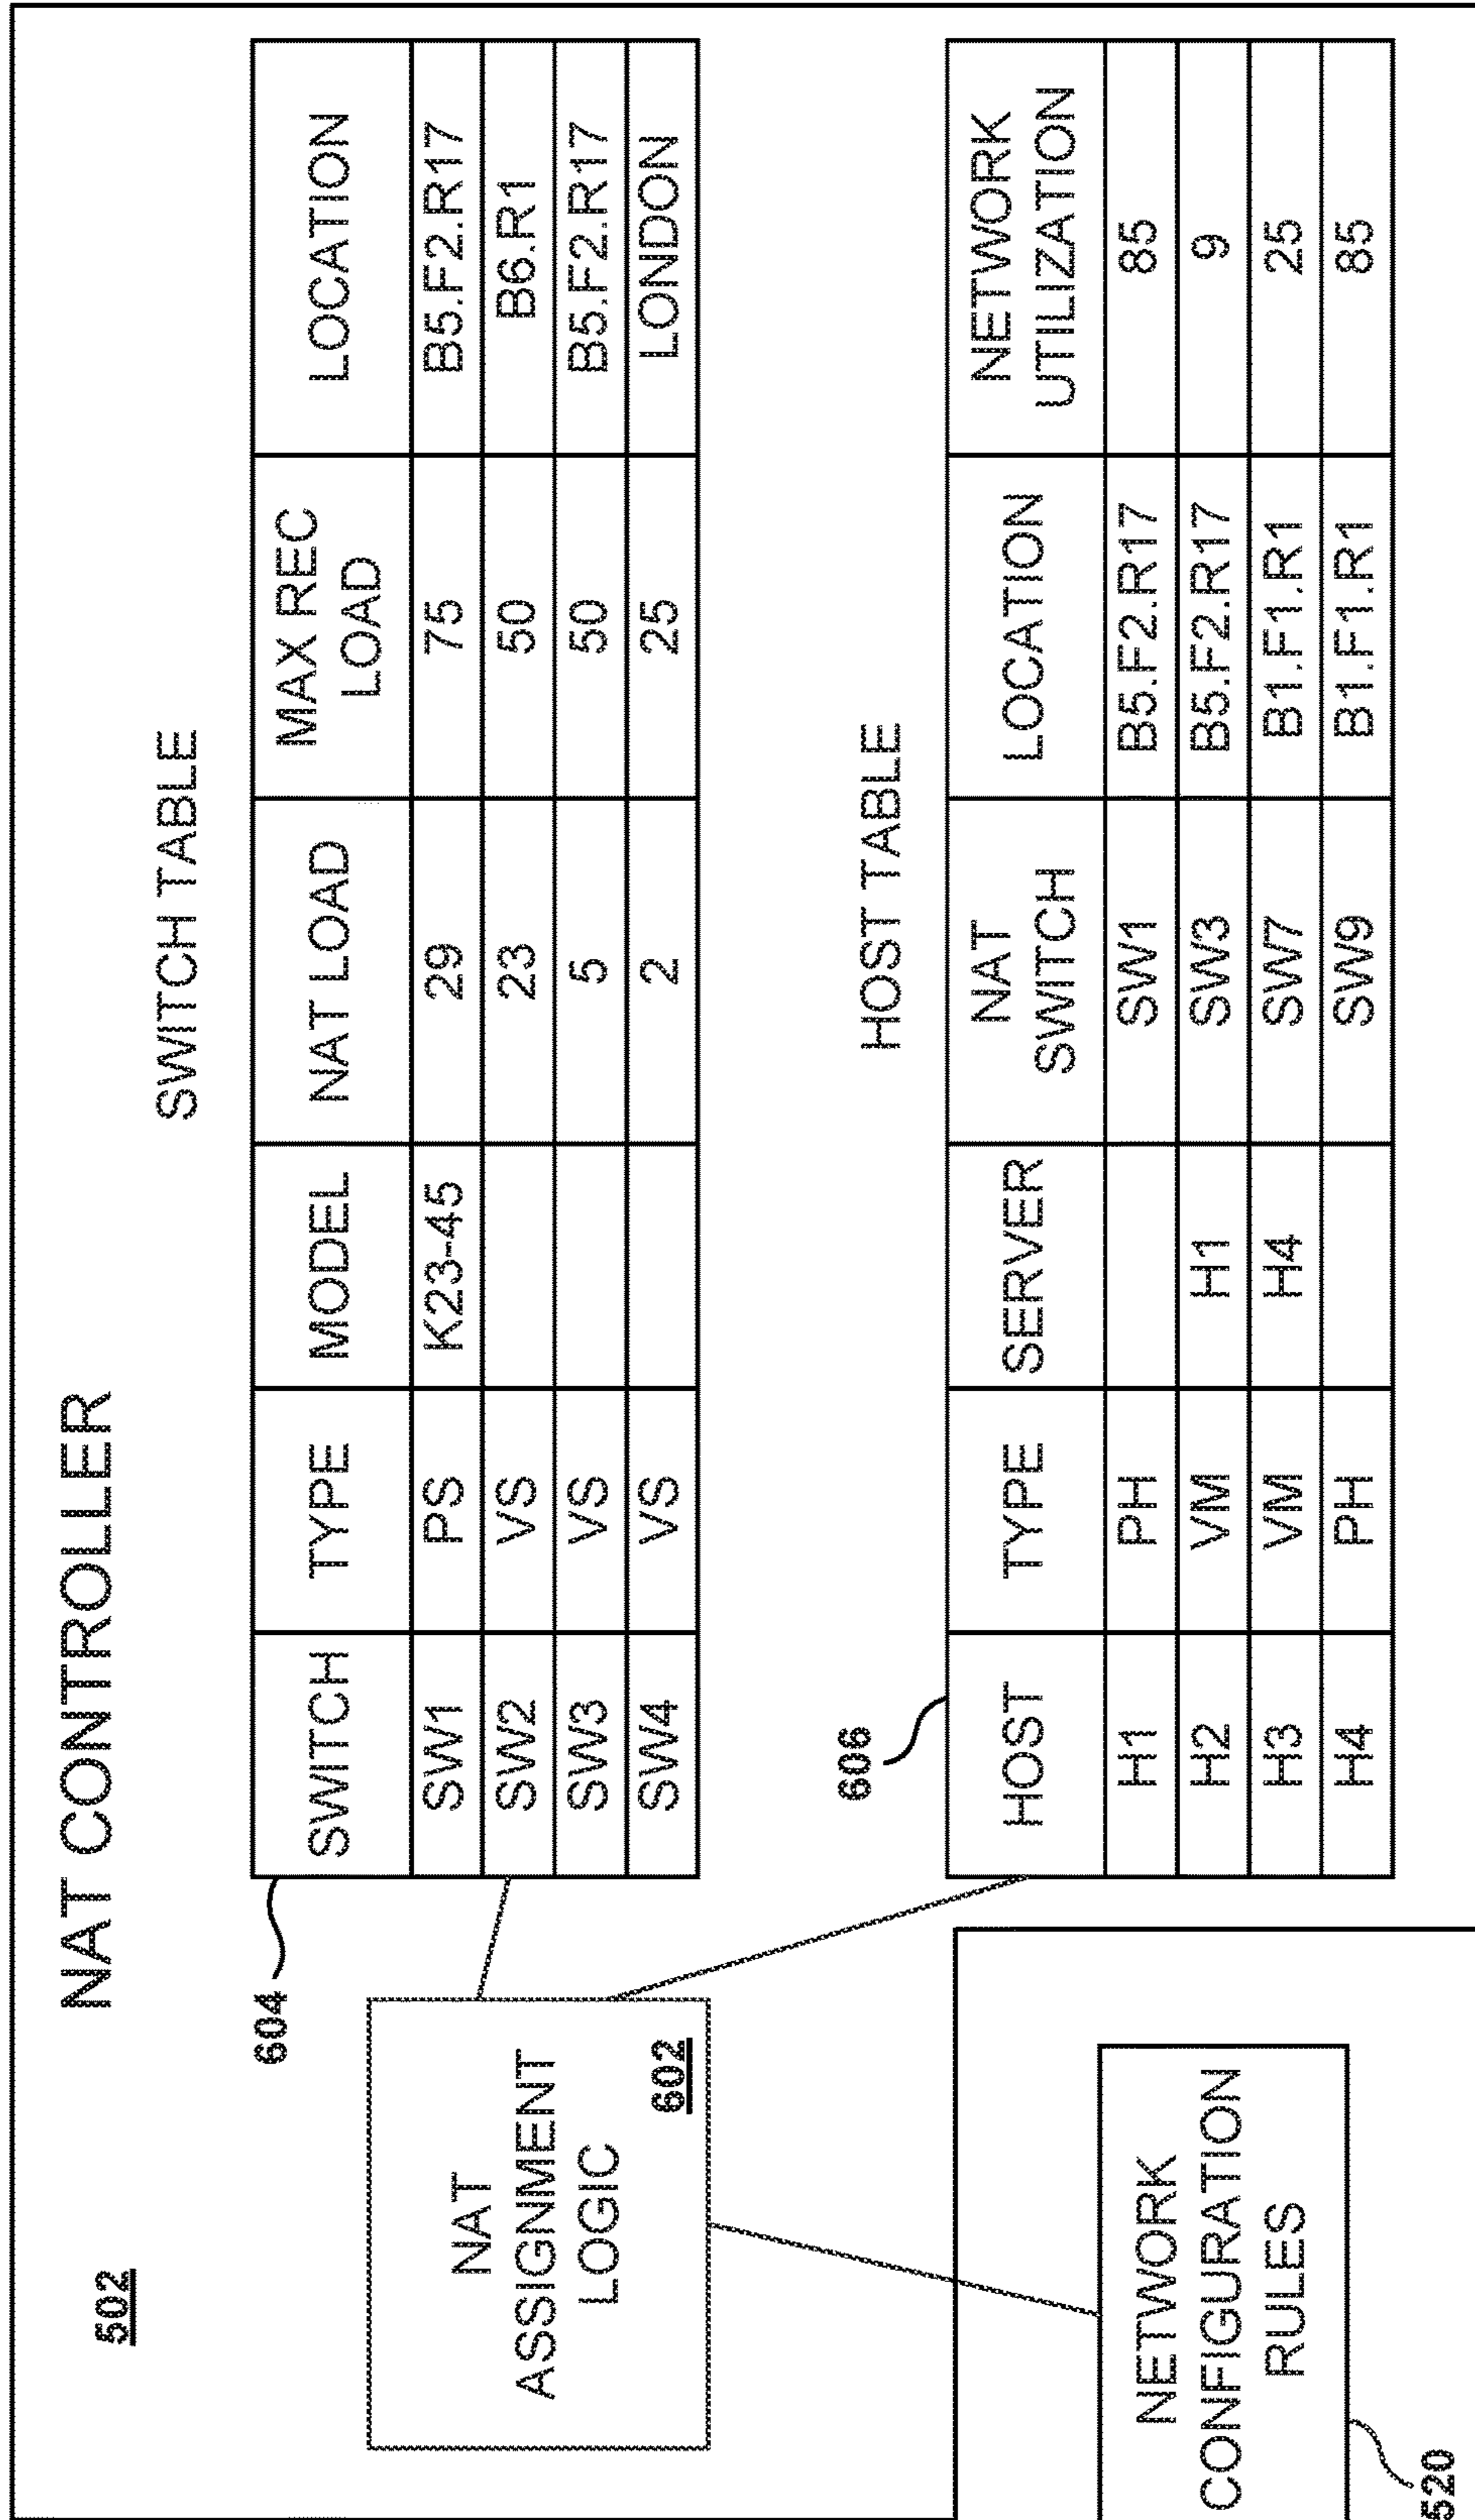 NAT CONTROLLER
502
SWITCH TABLE
604
SWITCH TYPE MODEL NAT LOAD MAX REC LOAD LOCATION
SW1 PS K23-45 29 75 B5.F2.R17
SW2 VS 23 50 B6.R1
SW3 VS 5 50 B5.F2.R17
SW4 VS 2 25 LONDON
NAT
ASSIGNMENT
LOGIC
602
HOST TABLE
606
HOST TYPE SERVER NAT SWITCH LOCATION NETWORK UTILIZATION
H1 PH SW1 B5.F2.R17 85
H2 VM H1 SW3 B5.F2.R17 9
H3 VM H4 SW7 B1.F1.R1 25
H4 PH SW9 B1.F1.R1 85
NETWORK
CONFIGURATION
RULES
520